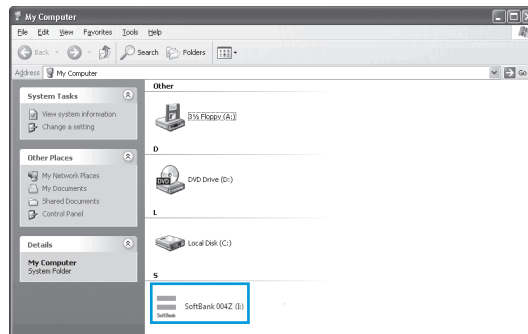 My Computer
File Edit View Favorites Tools Help
Back Search Folders
Address My Computer Go
System Tasks
View system information
Change a setting
Other Places
My Network Places
My Documents
Shared Documents
Control Panel
Details
My Computer
System Folder
Other
3½ Floppy (A:)
D
DVD
DVD Drive (D:)
L
Local Disk (C:)
S
SoftBank
SoftBank 004Z (I:)